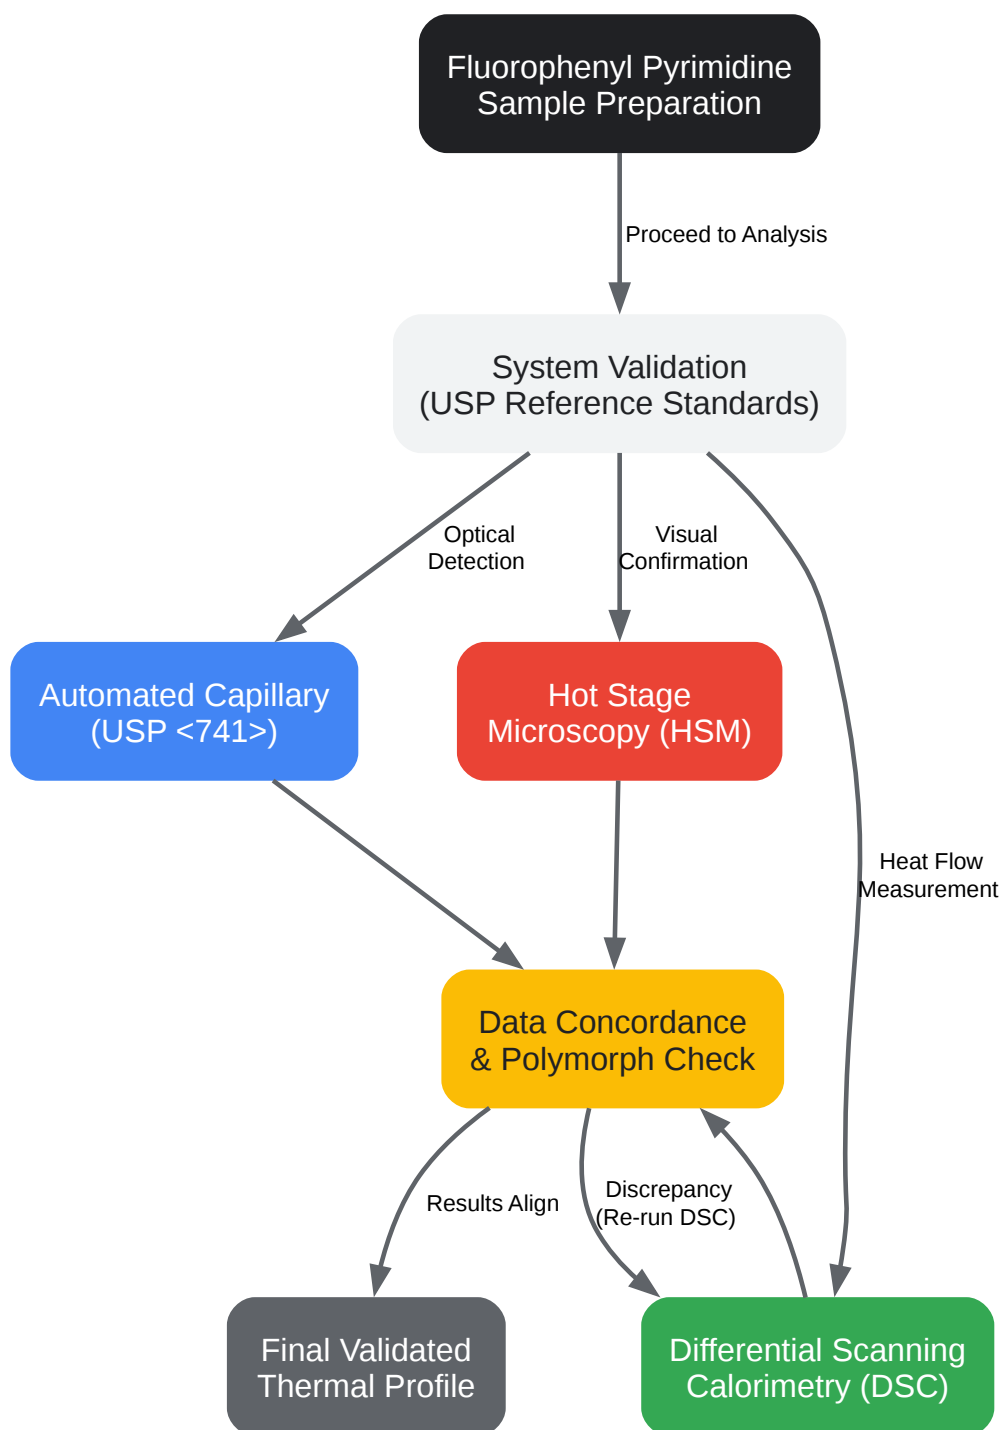 Fluorophenyl Pyrimidine
Sample Preparation
Proceed to Analysis
System Validation
(USP Reference Standards)
Optical
Detection
Visual
Confirmation
Automated Capillary
(USP <741>)
Hot Stage
Microscopy (HSM)
Heat Flow
Measurement
Data Concordance
& Polymorph Check
Results Align
Discrepancy
(Re-run DSC)
Final Validated
Thermal Profile
Differential Scanning
Calorimetry (DSC)